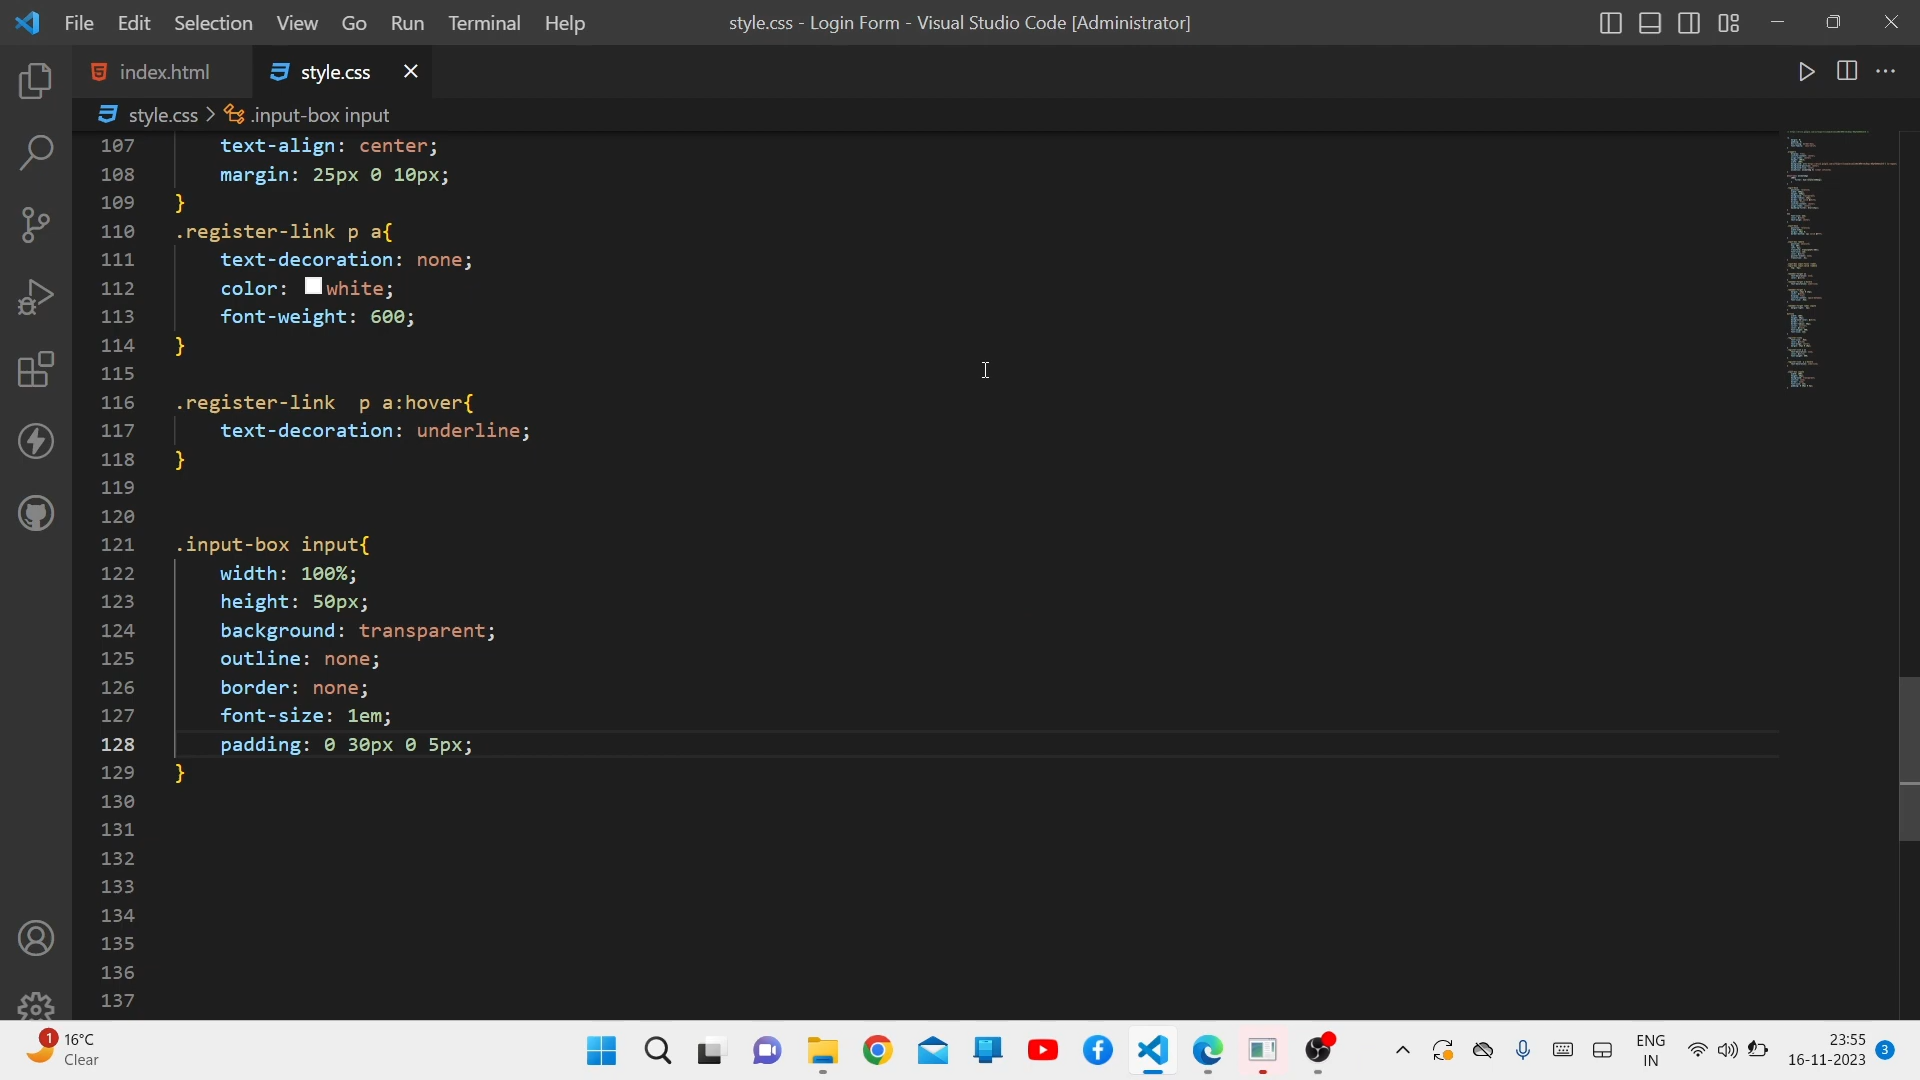 File Edit Selection View Go Run Terminal Help style.css - Login Form - Visual Studio Code [Administrator]
index.html style.css
style.css > .input-box input
107 text-align: center;
108 margin: 25px 0 10px;
109 }
110 .register-link p a{
111 text-decoration: none;
112 color: white;
113 font-weight: 600;
114 }
115
116 .register-link  p a:hover{
117 text-decoration: underline;
118 }
119
120
121 .input-box input{
122 width: 100%;
123 height: 50px;
124 background: transparent;
125 outline: none;
126 border: none;
127 font-size: 1em;
128 padding: 0 30px 0 5px;
129 }
130
131
132
133
134
135
136
137
1 16°C
Clear
ENG
IN
23:55
16-11-2023 3